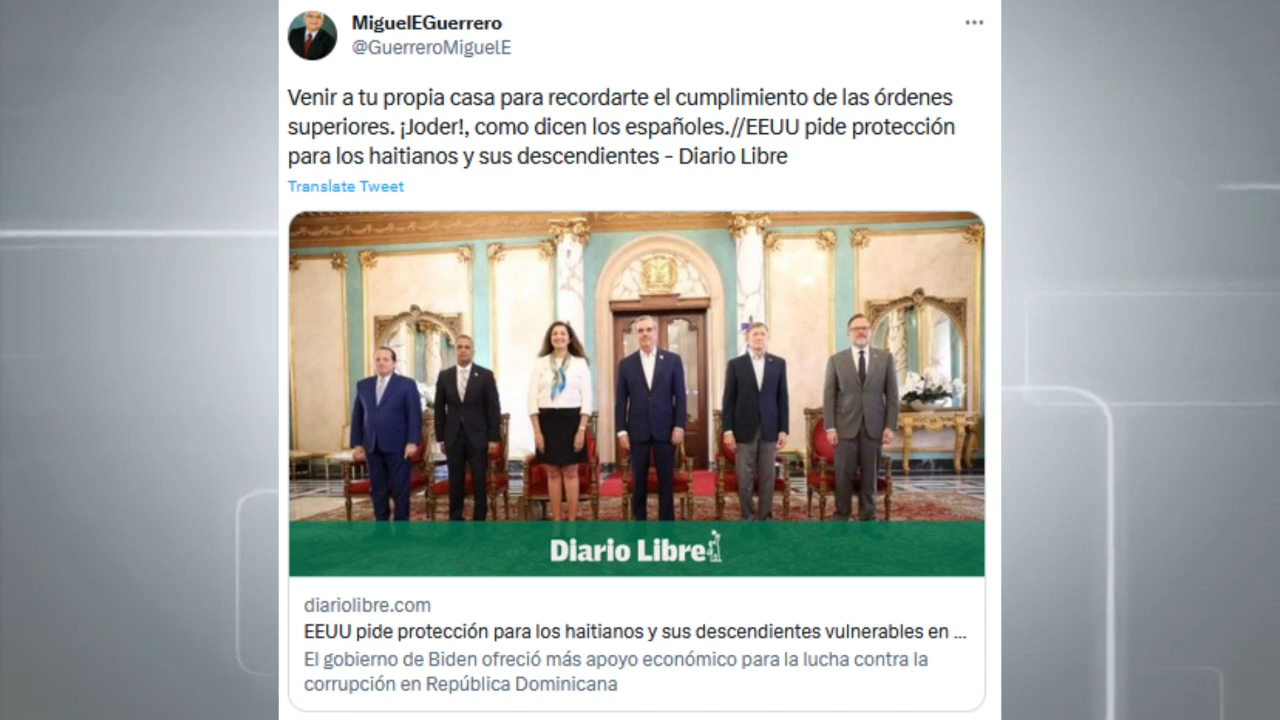 MiguelEGuerrero
@GuerreroMiguelE
Venir a tu propia casa para recordarte el cumplimiento de las órdenes
superiores. ¡Joder!, como dicen los españoles.//EEUU pide protección
para los haitianos y sus descendientes - Diario Libre
Translate Tweet
Diario Libre
diariolibre.com
EEUU pide protección para los haitianos y sus descendientes vulnerables en ...
El gobierno de Biden ofreció más apoyo económico para la lucha contra la
corrupción en República Dominicana